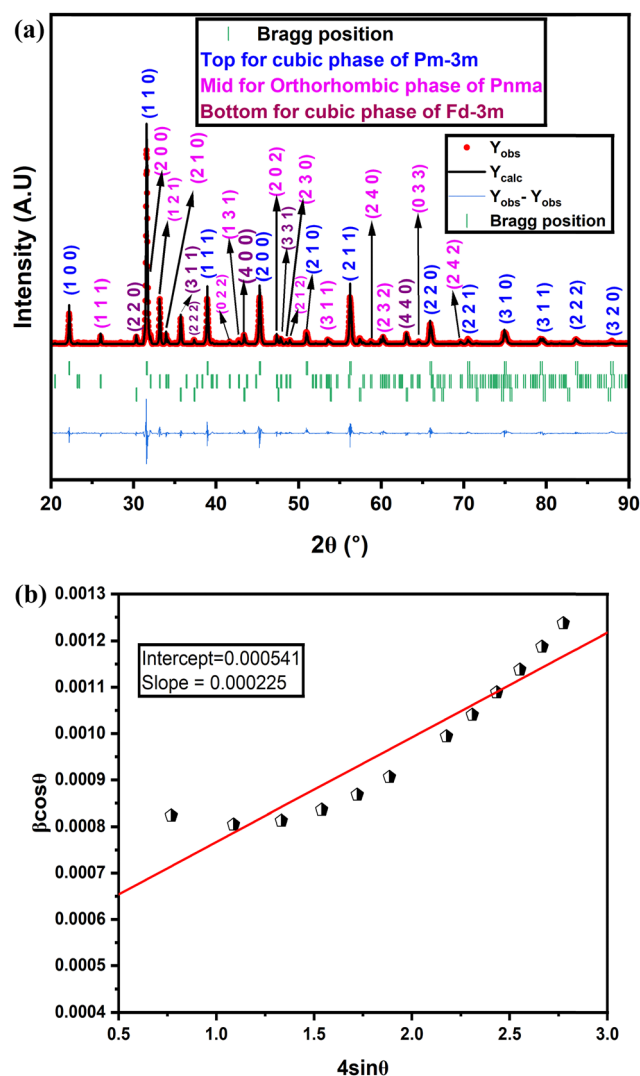 (a)
Bragg position
Top for cubic phase of Pm-3m
Mid for Orthorhombic phase of Pnma
Bottom for cubic phase of Fd-3m
Y_obs
Y_calc
Y_obs- Y_obs
Bragg position
Intensity (A.U)
(1 0 0)
(1 1 1)
(2 2 0)
(1 1 0)
(2 0 0)
(1 2 1)
(2 1 0)
(3 1 1)
(2 2 2)
(1 1 1)
(0 2 2)
(1 3 1)
(4 0 0)
(2 0 0)
(2 0 2)
(3 3 1)
(2 1 2)
(2 3 0)
(2 1 0)
(3 1 1)
(2 1 1)
(2 4 0)
(2 3 2)
(4 4 0)
(0 3 3)
(2 2 0)
(2 4 2)
(2 2 1)
(3 1 0)
(3 1 1)
(2 2 2)
(3 2 0)
20 30 40 50 60 70 80 90
2θ (°)
(b)
0.0013
0.0012
0.0011
0.0010
0.0009
0.0008
0.0007
0.0006
0.0005
0.0004
βcosθ
Intercept=0.000541
Slope = 0.000225
0.5 1.0 1.5 2.0 2.5 3.0
4sinθ